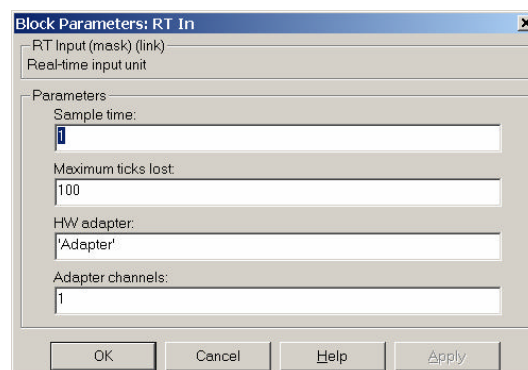 Block Parameters: RT In
RT Input (mask) (link)
Real-time input unit
Parameters
Sample time:
1
Maximum ticks lost:
100
HW adapter:
'Adapter'
Adapter channels:
1
OK Cancel Help Apply